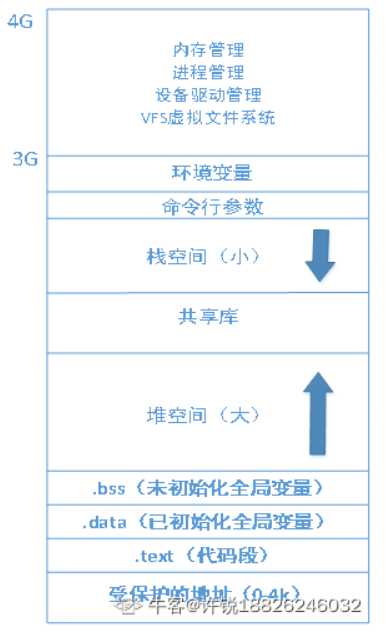 4G
内存管理
进程管理
设备驱动管理
VFS虚拟文件系统
3G
环境变量
命令行参数
栈空间（小）
共享库
堆空间（大）
.bss（未初始化全局变量）
.data（已初始化全局变量）
.text（代码段）
受保护的地址（0-4k）
牛客@许锐18826246032